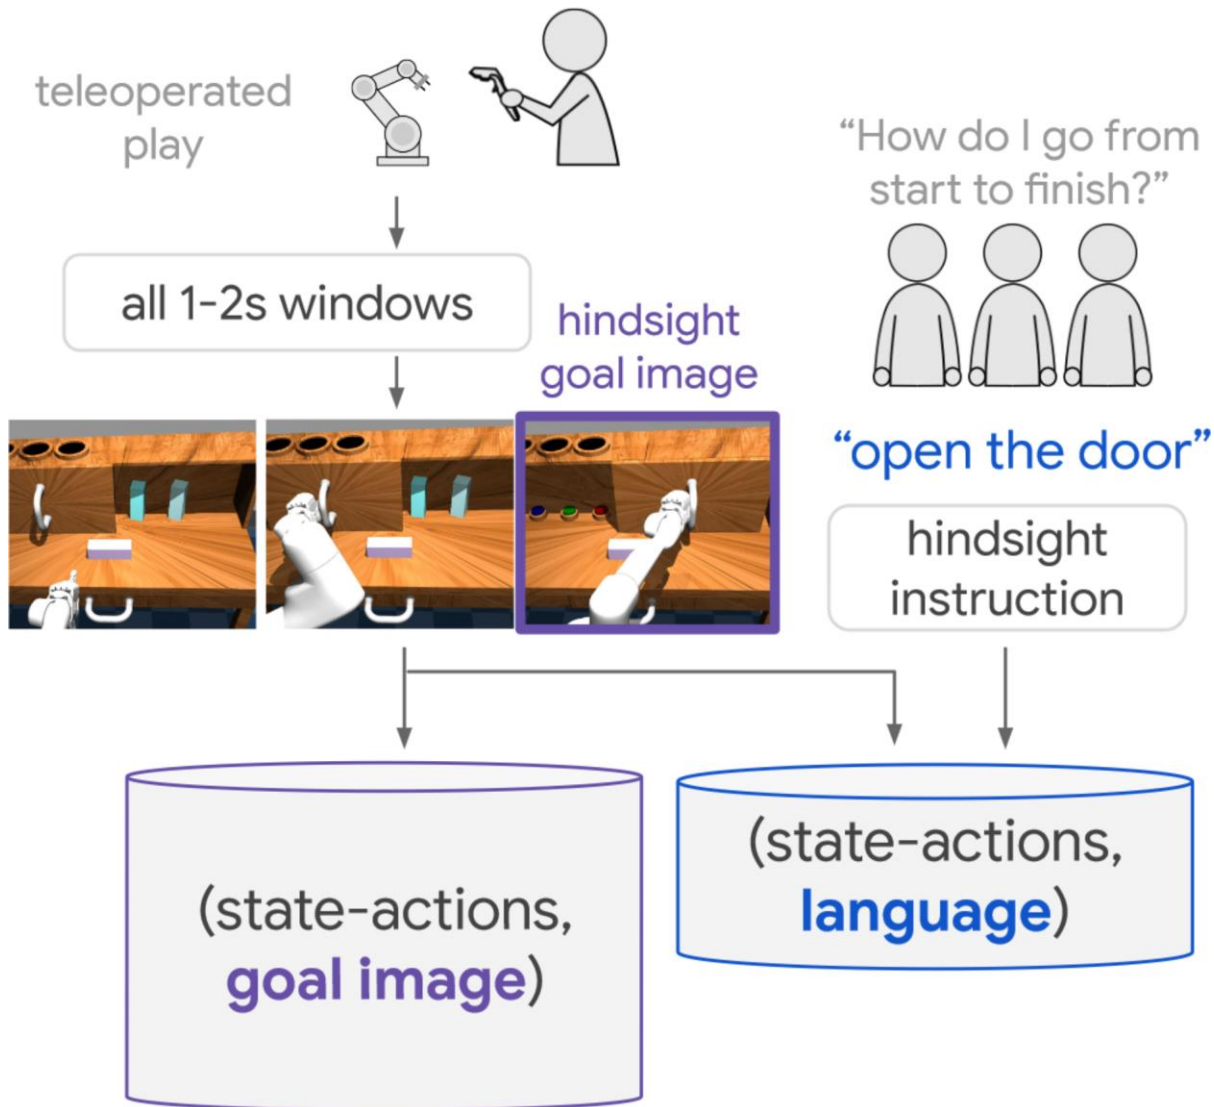 teleoperated
play
“How do I go from
start to finish?”
all 1-2s windows
hindsight
goal image
“open the door”
hindsight
instruction
(state-actions,
goal image)
(state-actions,
language)